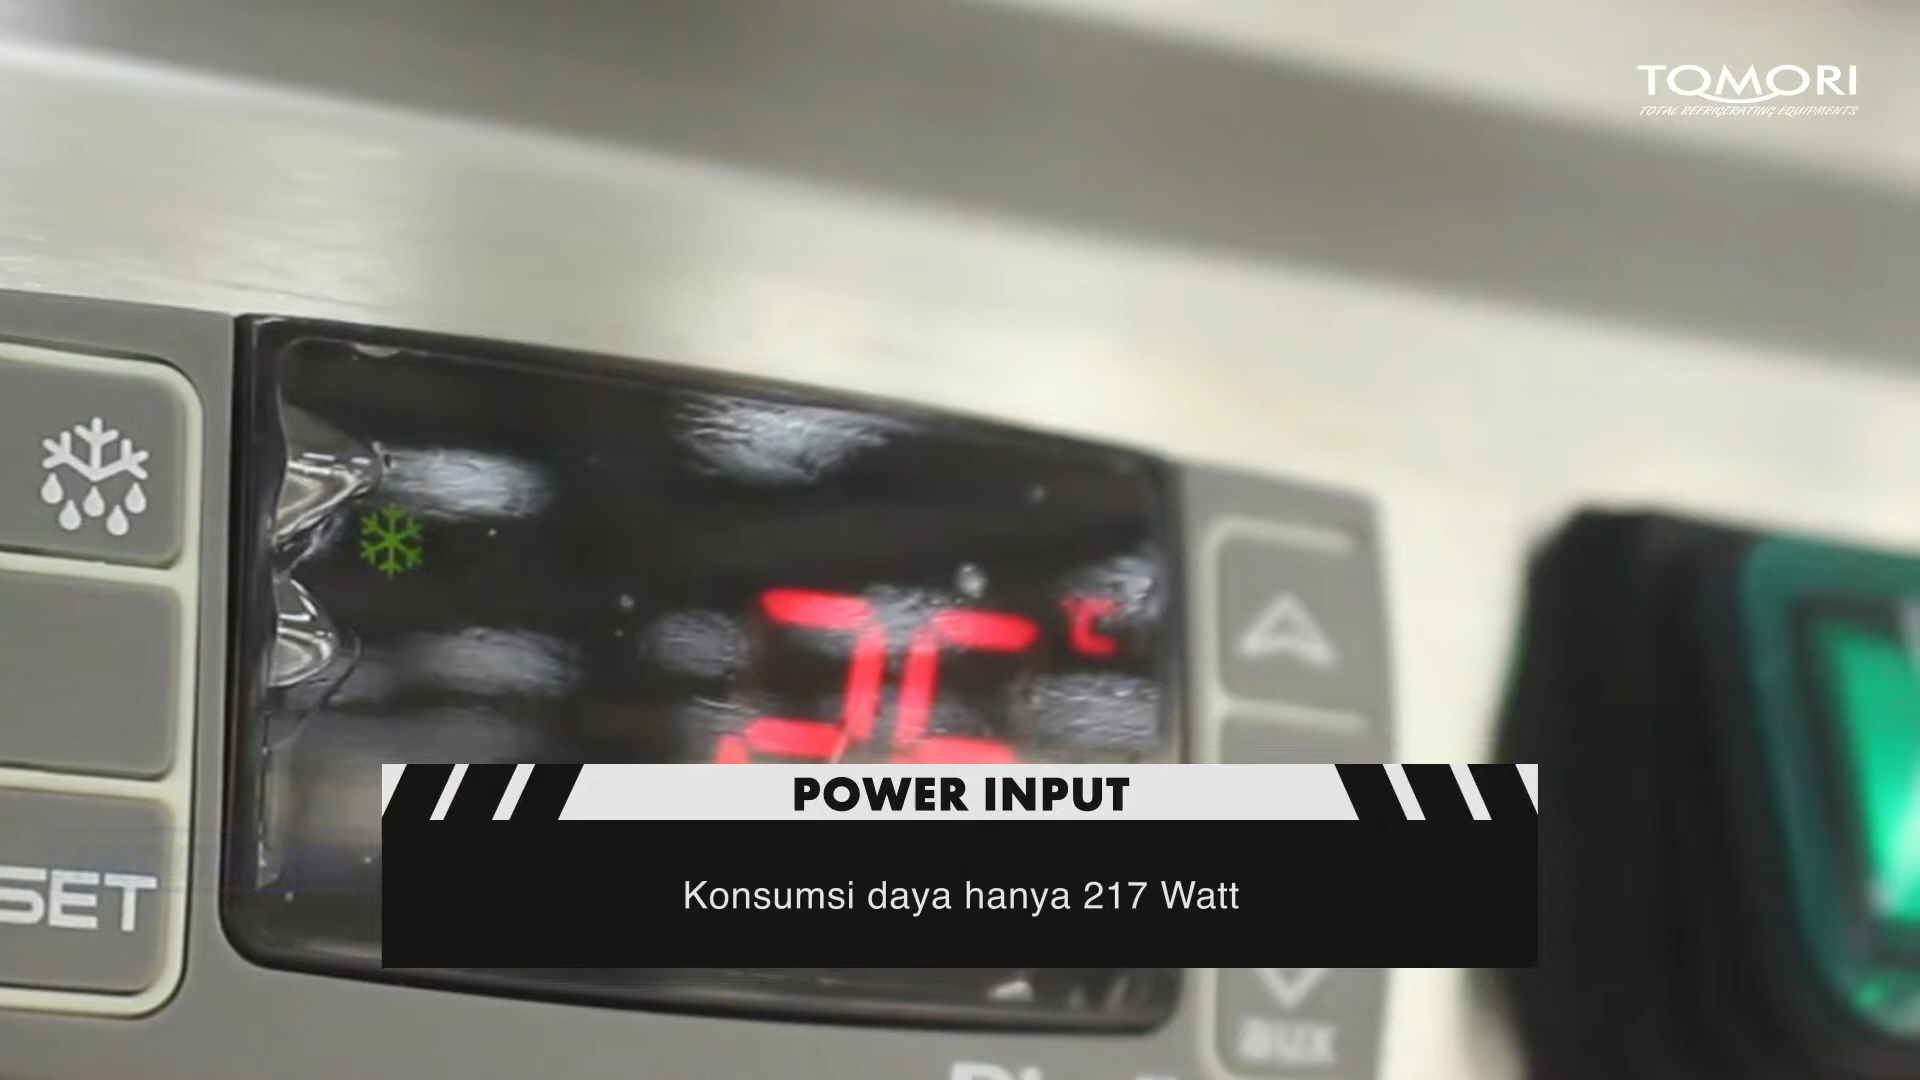 TOMORI
TOTAL REFRIGERATING EQUIPMENTS
°C
SET
POWER INPUT
Konsumsi daya hanya 217 Watt
aux